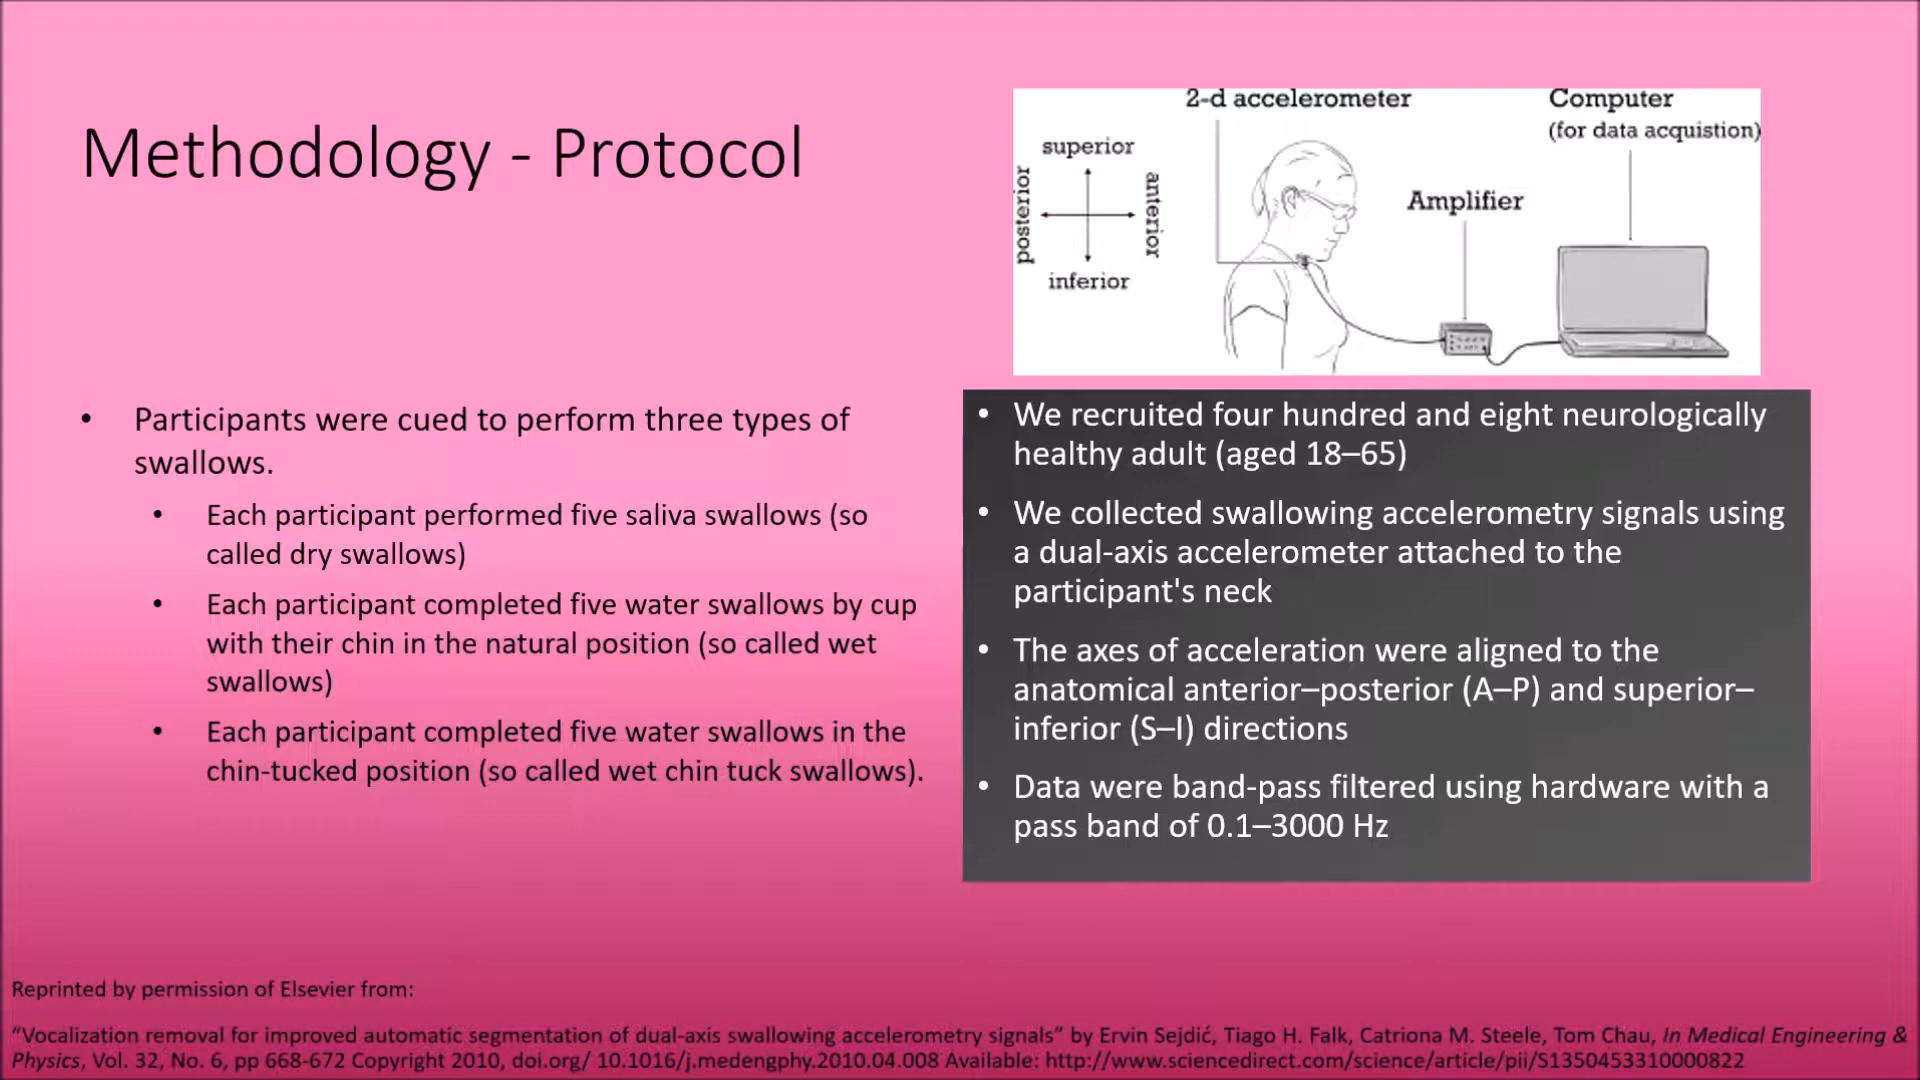 Methodology - Protocol
2-d accelerometer
Computer
(for data acquistion)
superior
posterior
anterior
inferior
Amplifier
• Participants were cued to perform three types of
swallows.
• Each participant performed five saliva swallows (so
called dry swallows)
• Each participant completed five water swallows by cup
with their chin in the natural position (so called wet
swallows)
• Each participant completed five water swallows in the
chin-tucked position (so called wet chin tuck swallows).
• We recruited four hundred and eight neurologically
healthy adult (aged 18–65)
• We collected swallowing accelerometry signals using
a dual-axis accelerometer attached to the
participant's neck
• The axes of acceleration were aligned to the
anatomical anterior–posterior (A–P) and superior–
inferior (S–I) directions
• Data were band-pass filtered using hardware with a
pass band of 0.1–3000 Hz
Reprinted by permission of Elsevier from:
“Vocalization removal for improved automatic segmentation of dual-axis swallowing accelerometry signals” by Ervin Sejdić, Tiago H. Falk, Catriona M. Steele, Tom Chau, In Medical Engineering &
Physics, Vol. 32, No. 6, pp 668-672 Copyright 2010, doi.org/ 10.1016/j.medengphy.2010.04.008 Available: http://www.sciencedirect.com/science/article/pii/S1350453310000822